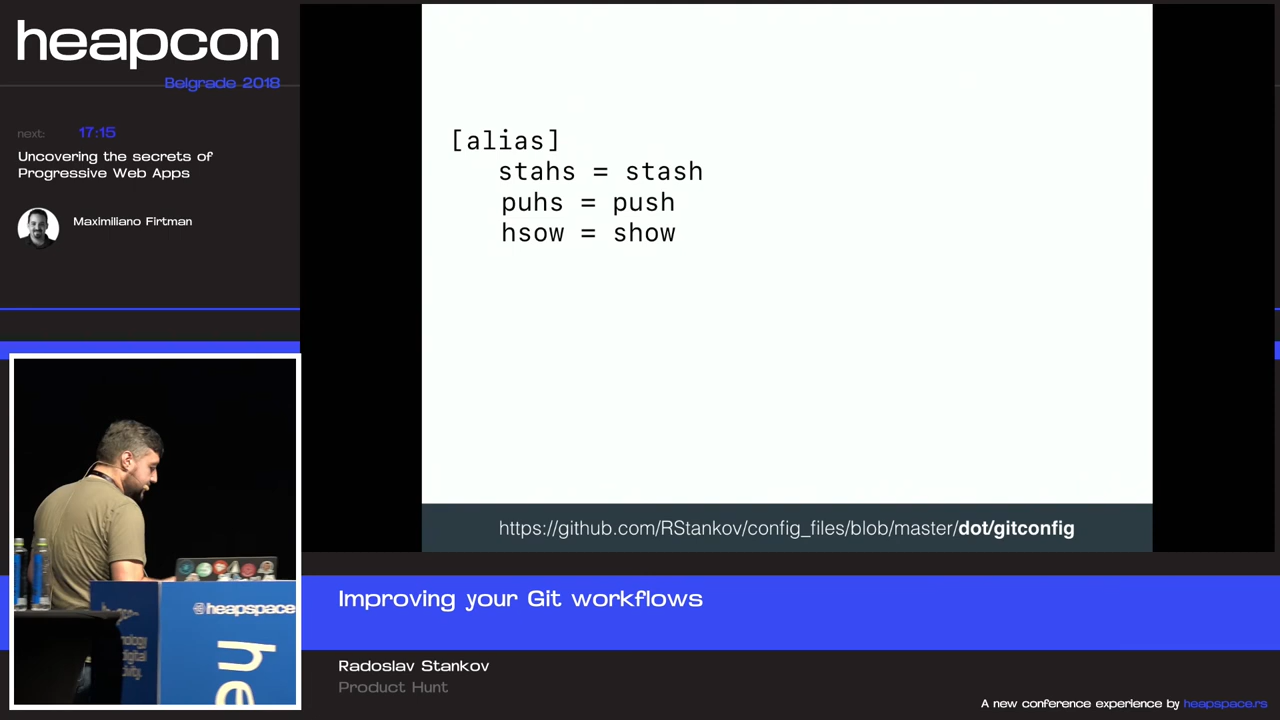 heapcon
Belgrade 2018
next: 17:15
Uncovering the secrets of
Progressive Web Apps
Maximiliano Firtman
[alias]
stahs = stash
puhs = push
hsow = show
https://github.com/RStankov/config_files/blob/master/dot/gitconfig
heapspace
he
Improving your Git workflows
Radoslav Stankov
Product Hunt
A new conference experience by heapspace.rs